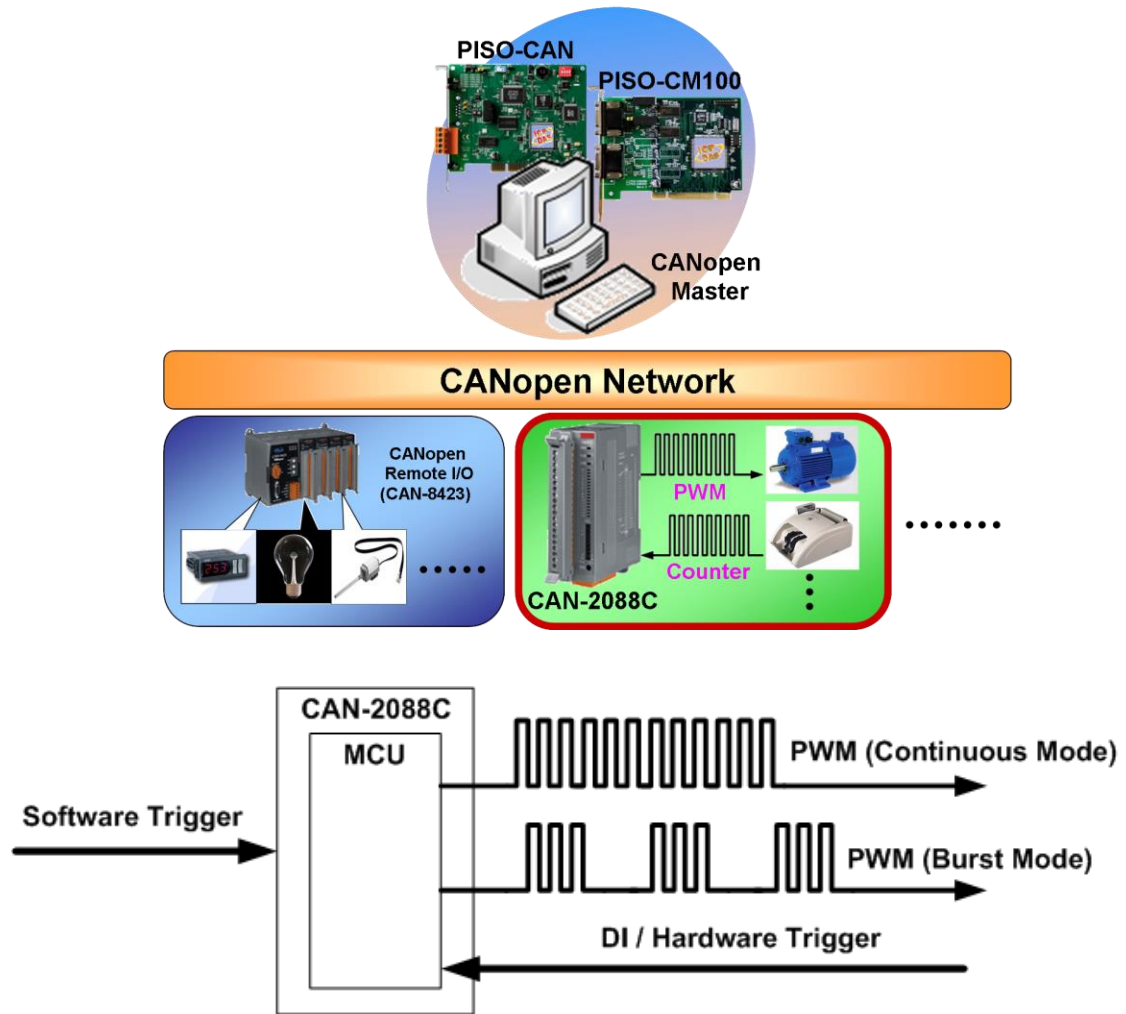 PISO-CAN
PISO-CM100
CANopen
Master
CANopen Network
CANopen
Remote I/O
(CAN-8423)
PWM
Counter
CAN-2088C
CAN-2088C
MCU
PWM (Continuous Mode)
Software Trigger
PWM (Burst Mode)
DI / Hardware Trigger